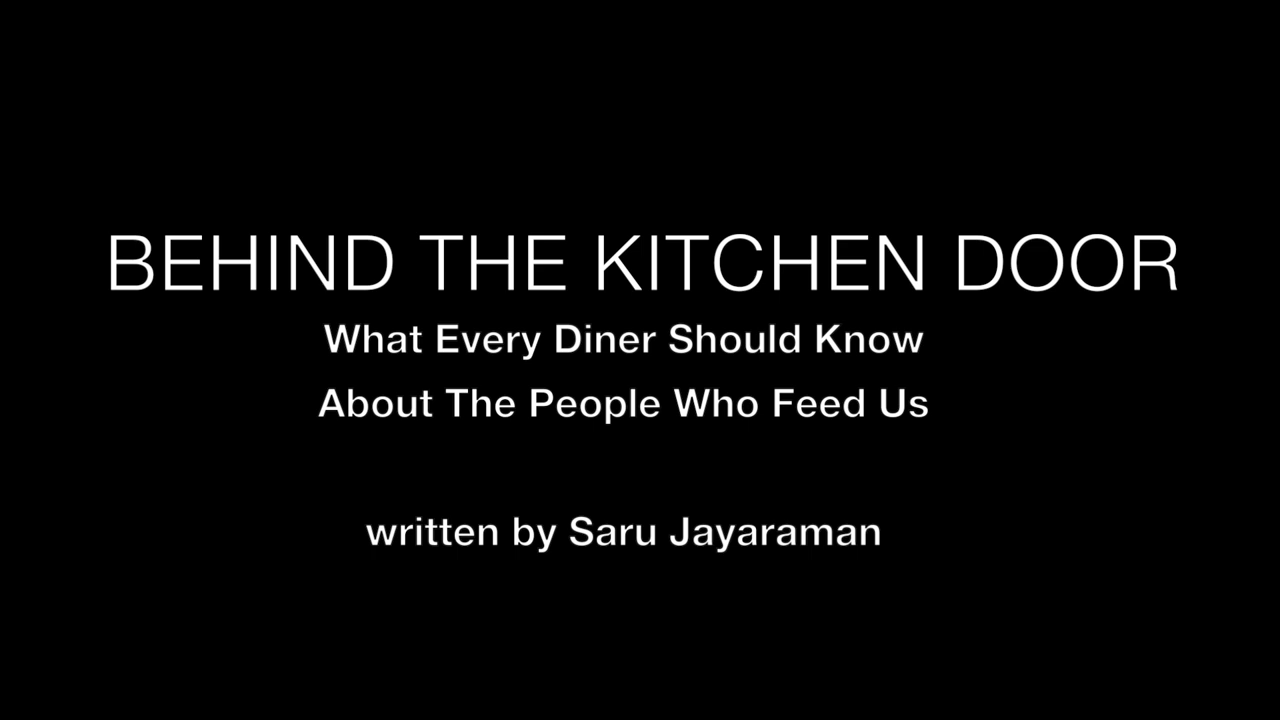 BEHIND THE KITCHEN DOOR
What Every Diner Should Know
About The People Who Feed Us
written by Saru Jayaraman